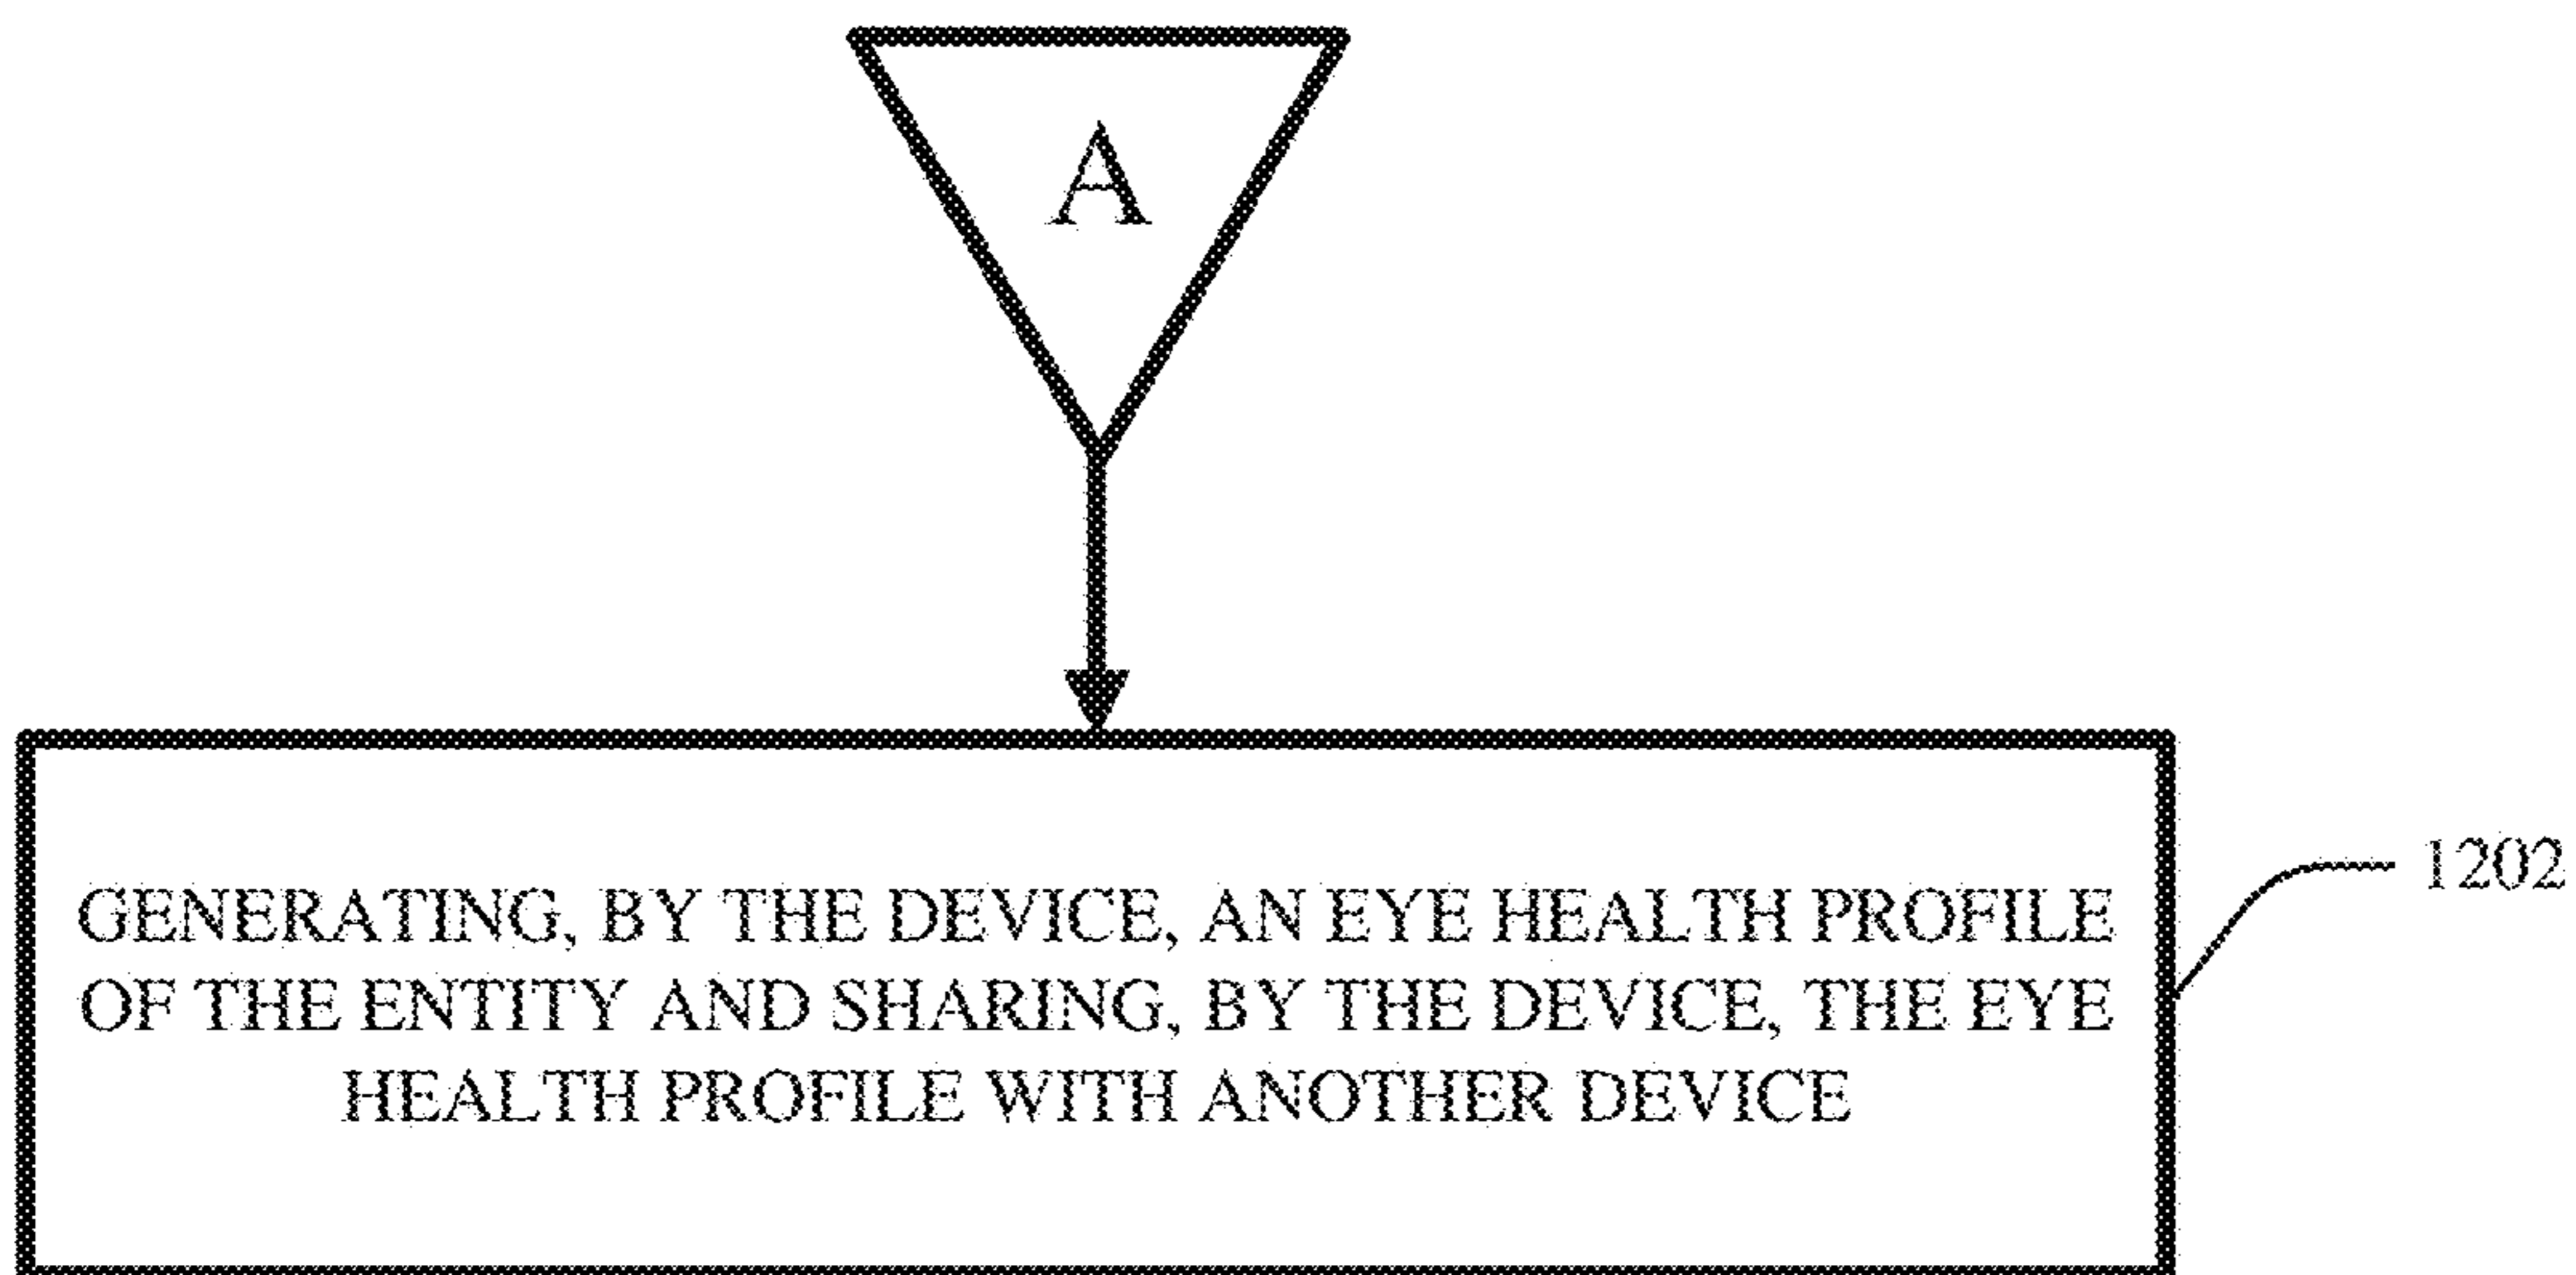 A
GENERATING, BY THE DEVICE, AN EYE HEALTH PROFILE
OF THE ENTITY AND SHARING, BY THE DEVICE, THE EYE
HEALTH PROFILE WITH ANOTHER DEVICE
1202